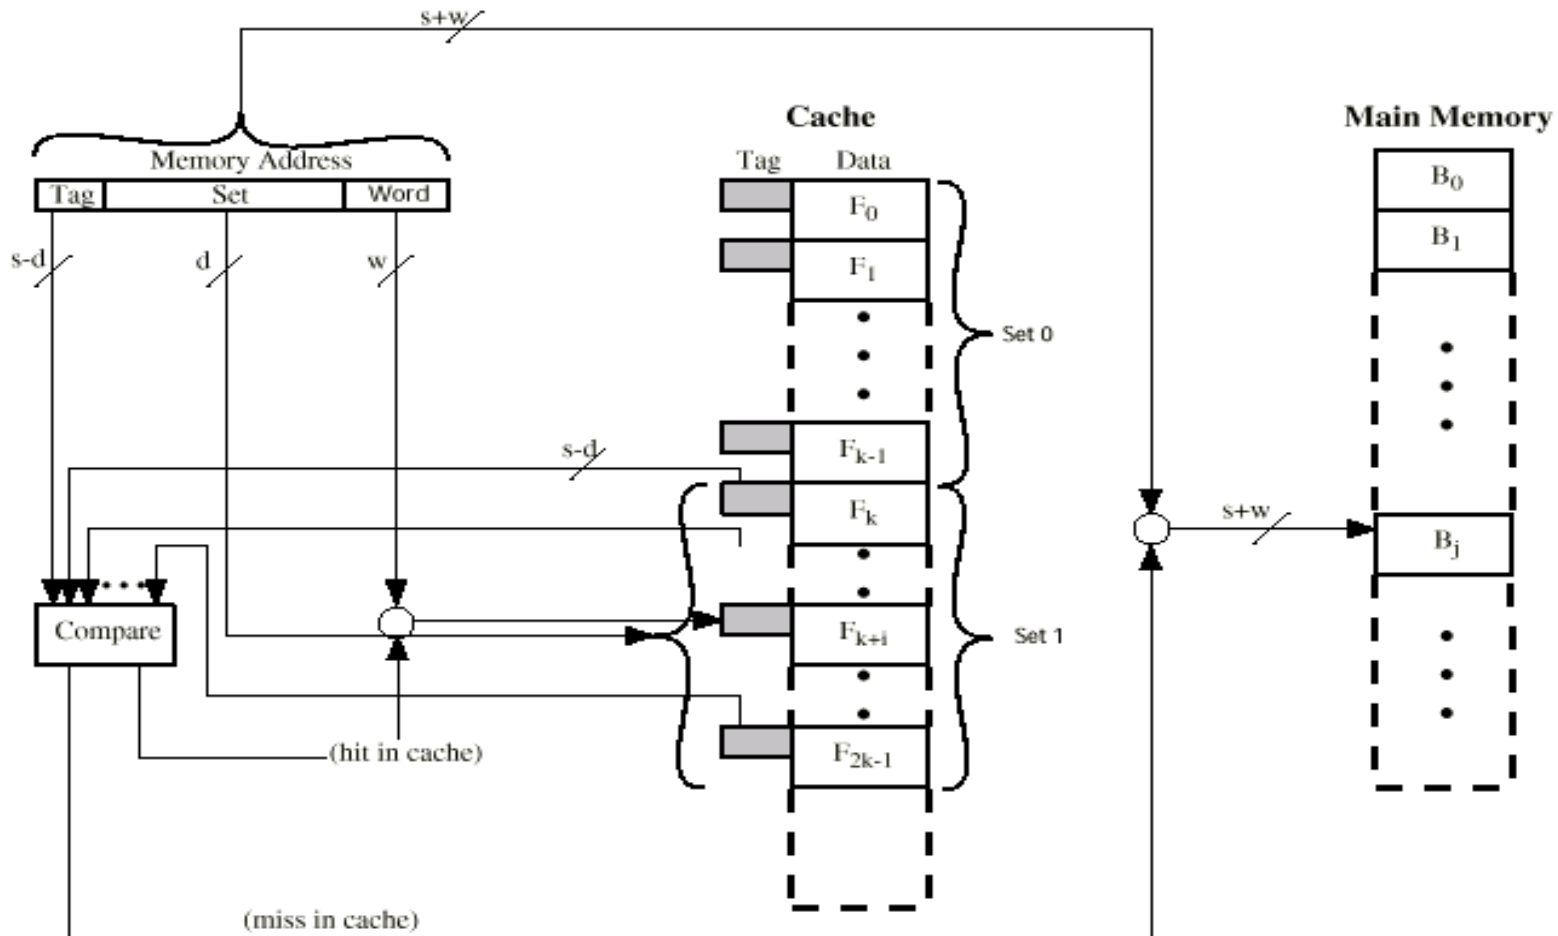 s+w
Cache
Main Memory
Memory Address
Tag Data
Tag Set Word
F0
B0
B1
s-d d w
F1
Set 0
s-d
Fk-1
Fk
s+w
Bj
Compare
Fk+i
Set 1
(hit in cache)
F2k-1
(miss in cache)